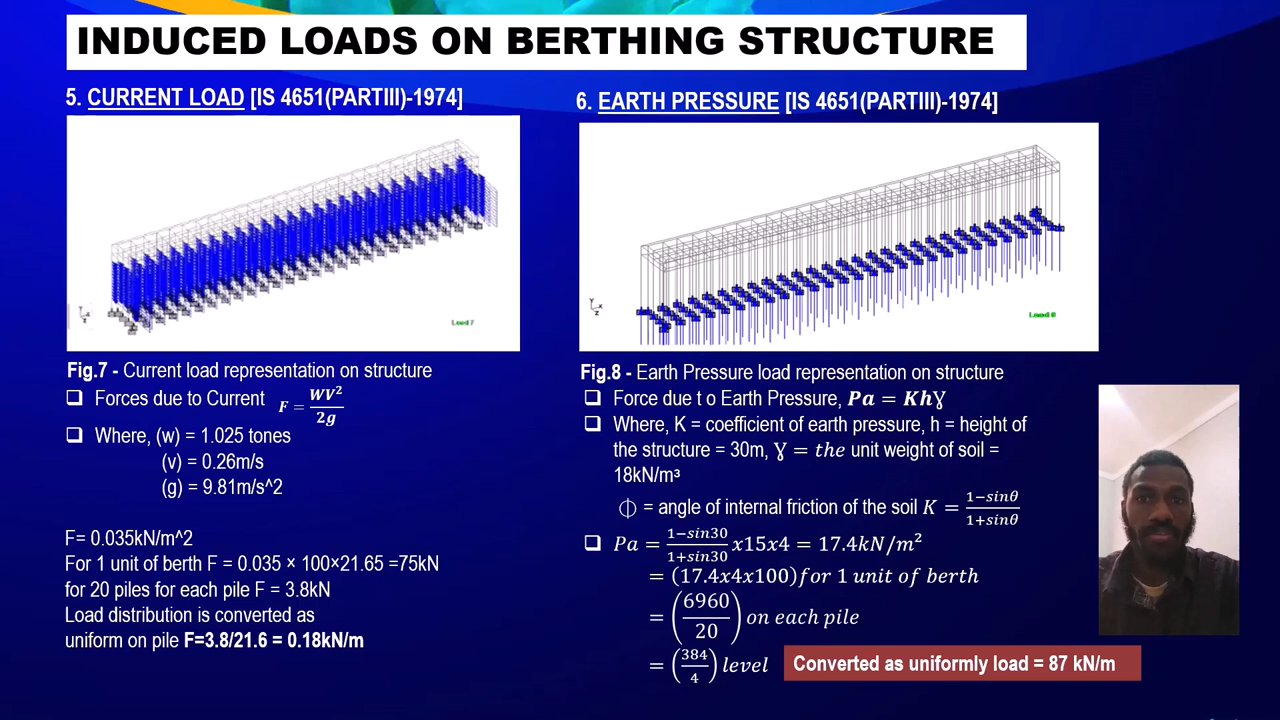 INDUCED LOADS ON BERTHING STRUCTURE
5. CURRENT LOAD [IS 4651(PARTIII)-1974]
Load 7
Fig.7 - Current load representation on structure
❑ Forces due to Current F = WV²/2g
❑ Where, (w) = 1.025 tones
(v) = 0.26m/s
(g) = 9.81m/s^2
F= 0.035kN/m^2
For 1 unit of berth F = 0.035 × 100×21.65 =75kN
for 20 piles for each pile F = 3.8kN
Load distribution is converted as
uniform on pile F=3.8/21.6 = 0.18kN/m
6. EARTH PRESSURE [IS 4651(PARTIII)-1974]
Load 8
Fig.8 - Earth Pressure load representation on structure
❑ Force due t o Earth Pressure, Pa = KhƔ
❑ Where, K = coefficient of earth pressure, h = height of
the structure = 30m, Ɣ = the unit weight of soil =
18kN/m³
⏀ = angle of internal friction of the soil K = 1−sinθ/1+sinθ
❑ Pa = 1−sin30/1+sin30 x15x4 = 17.4kN/m²
= (17.4x4x100)for 1 unit of berth
= (6960/20) on each pile
= (384/4) level
Converted as uniformly load = 87 kN/m